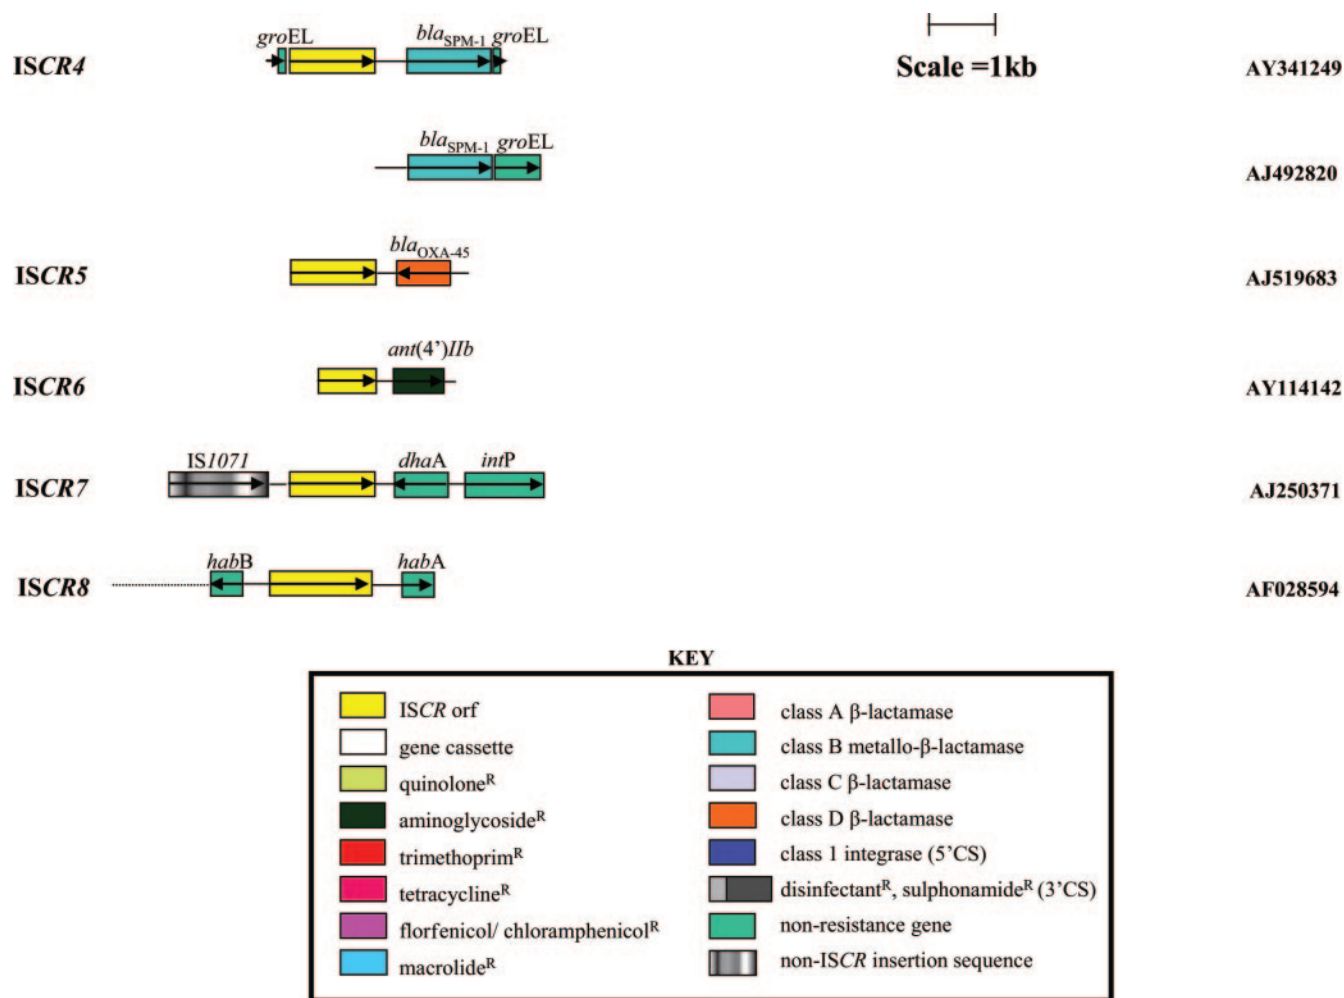 groEL blaSPM-1 groEL
ISCR4 Scale =1kb AY341249
blaSPM-1 groEL
AJ492820
blaOXA-45
ISCR5 AJ519683
ant(4’)IIb
ISCR6 AY114142
IS1071 dhaA intP
ISCR7 AJ250371
habB habA
ISCR8 AF028594
KEY
ISCR orf
gene cassette
quinoloneᴿ
aminoglycosideᴿ
trimethoprimᴿ
tetracyclineᴿ
florfenicol/ chloramphenicolᴿ
macrolideᴿ
class A β-lactamase
class B metallo-β-lactamase
class C β-lactamase
class D β-lactamase
class 1 integrase (5’CS)
disinfectantᴿ, sulphonamideᴿ (3’CS)
non-resistance gene
non-ISCR insertion sequence